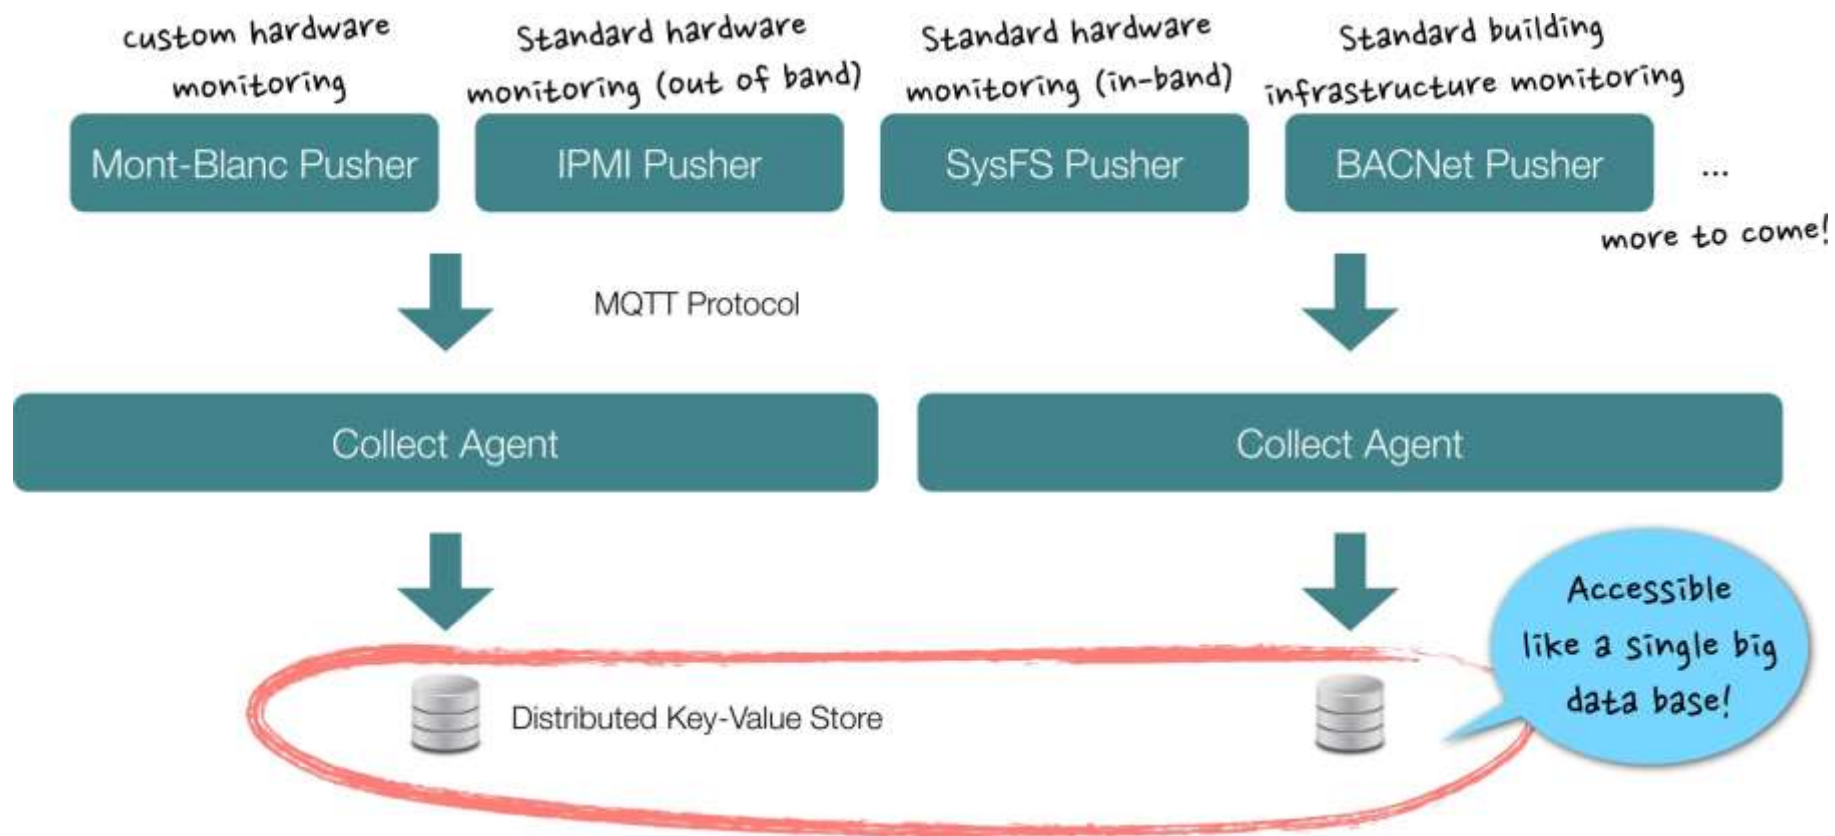 custom hardware
monitoring
Standard hardware
monitoring (out of band)
Standard hardware
monitoring (in-band)
Standard building
infrastructure monitoring
Mont-Blanc Pusher
IPMI Pusher
SysFS Pusher
BACNet Pusher
...
more to come!
MQTT Protocol
Collect Agent
Collect Agent
Accessible
like a single big
data base!
Distributed Key-Value Store